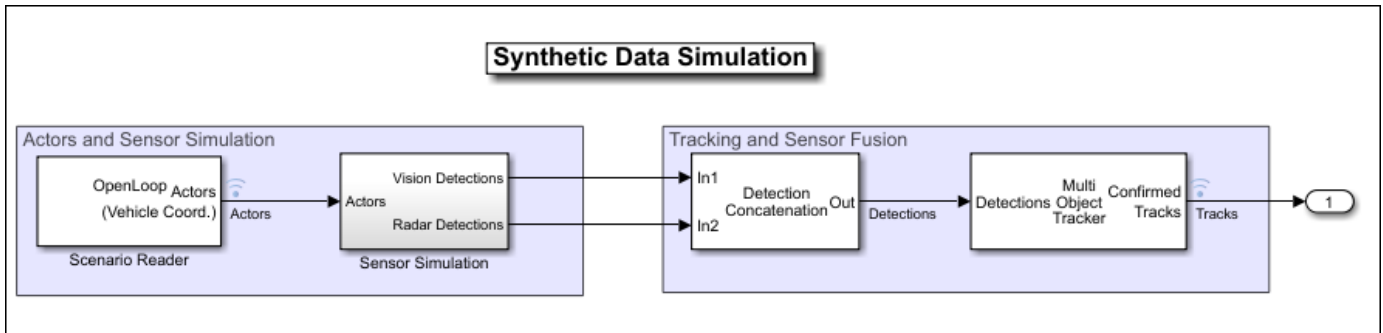 Synthetic Data Simulation
Actors and Sensor Simulation
OpenLoop
(Vehicle Coord.)
Actors
Actors
Scenario Reader
Actors
Vision Detections
Radar Detections
Sensor Simulation
Tracking and Sensor Fusion
In1
In2
Detection
Concatenation
Out
Detections
Detections
Multi
Object
Tracker
Confirmed
Tracks
Tracks
1